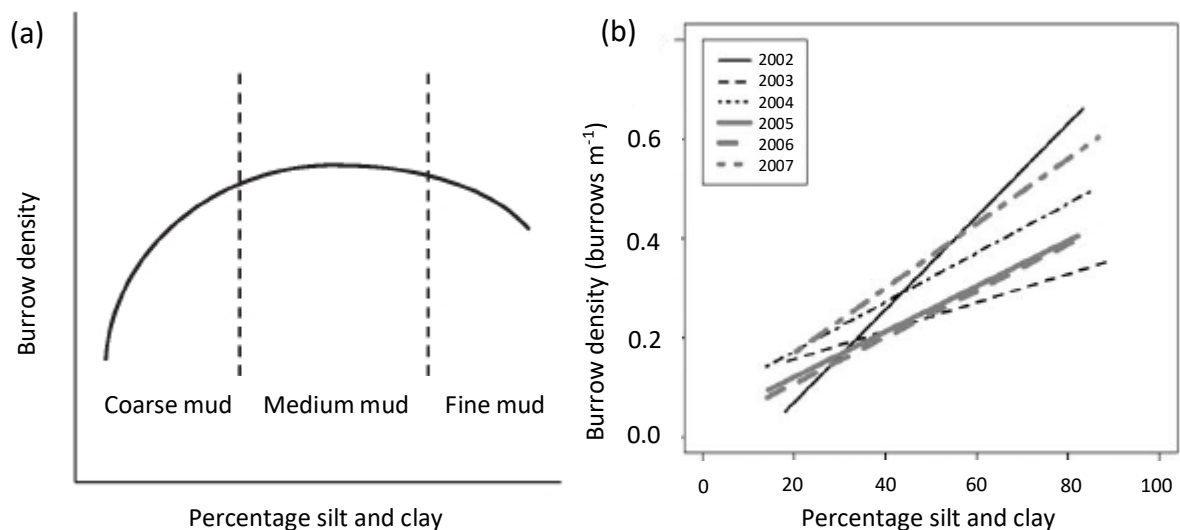 (a)
Burrow density
Coarse mud
Medium mud
Fine mud
Percentage silt and clay
(b)
2002
2003
2004
2005
2006
2007
Burrow density (burrows m⁻¹)
0.6
0.4
0.2
0.0
0
20
40
60
80
100
Percentage silt and clay